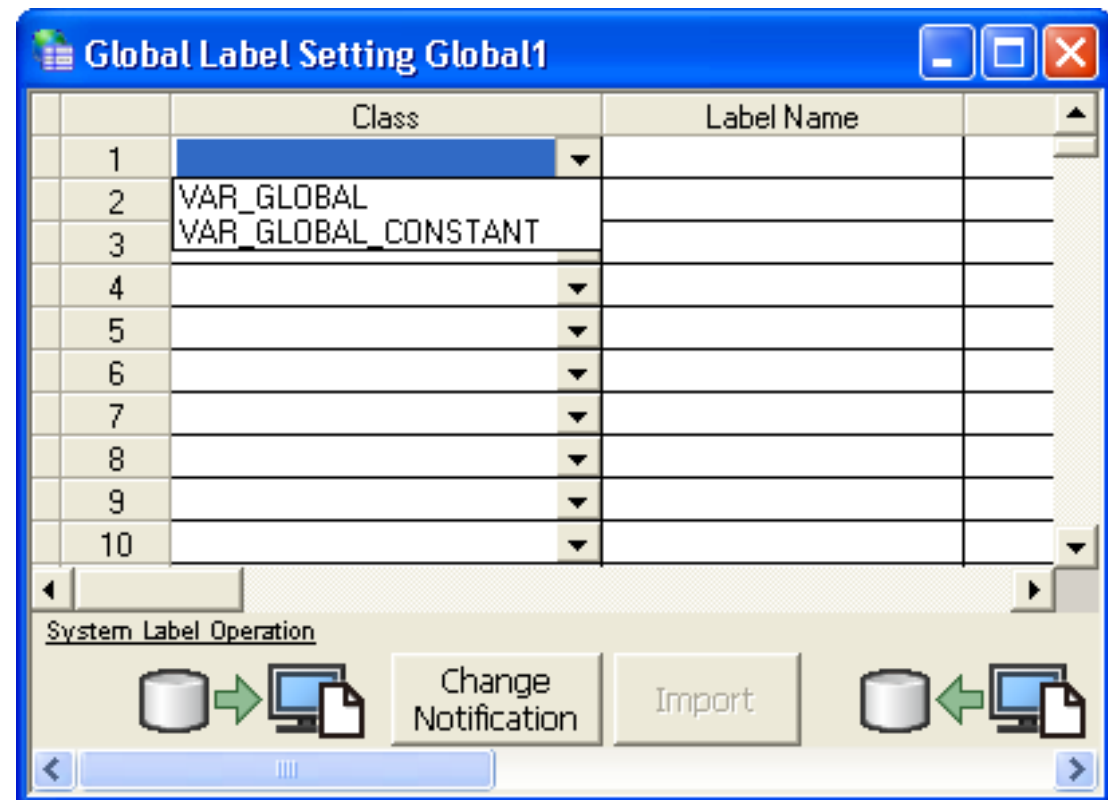 Global Label Setting Global1
Class Label Name
1
2 VAR_GLOBAL
3 VAR_GLOBAL_CONSTANT
4
5
6
7
8
9
10
System Label Operation
Change
Notification
Import